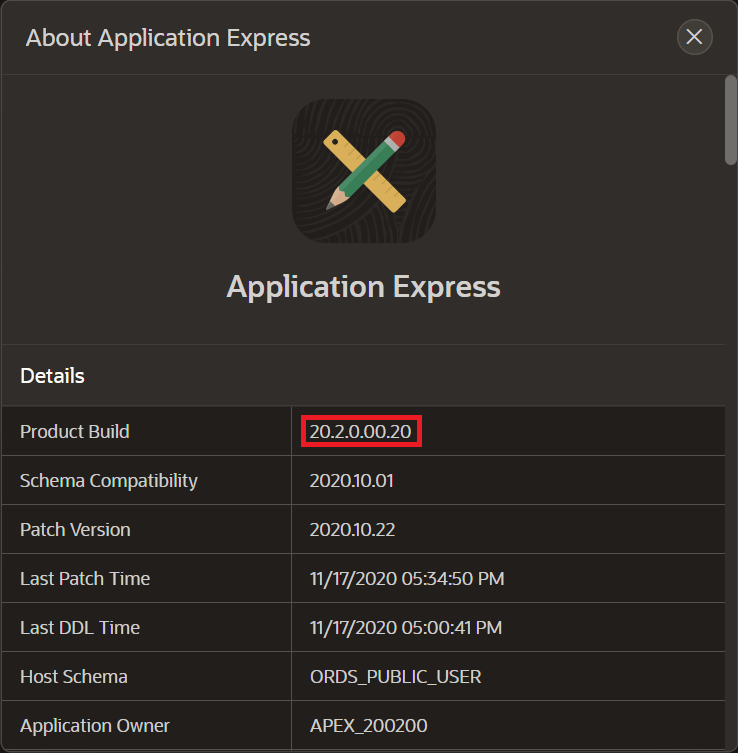 About Application Express
Application Express
Details
Product Build 20.2.0.00.20
Schema Compatibility 2020.10.01
Patch Version 2020.10.22
Last Patch Time 11/17/2020 05:34:50 PM
Last DDL Time 11/17/2020 05:00:41 PM
Host Schema ORDS_PUBLIC_USER
Application Owner APEX_200200